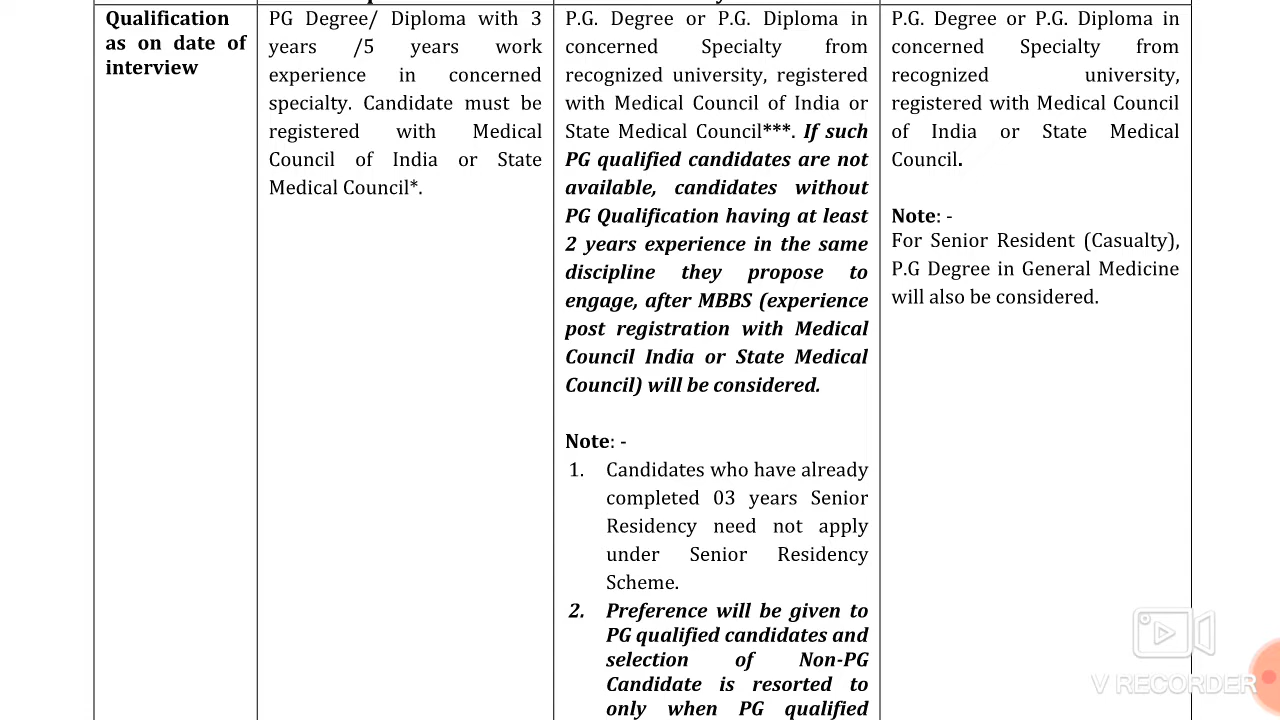 Qualification
as on date of
interview
PG Degree/ Diploma with 3
years /5 years work
experience in concerned
specialty. Candidate must be
registered with Medical
Council of India or State
Medical Council*.
P.G. Degree or P.G. Diploma in
concerned Specialty from
recognized university, registered
with Medical Council of India or
State Medical Council***. If such
PG qualified candidates are not
available, candidates without
PG Qualification having at least
2 years experience in the same
discipline they propose to
engage, after MBBS (experience
post registration with Medical
Council India or State Medical
Council) will be considered.
Note: -
1. Candidates who have already
completed 03 years Senior
Residency need not apply
under Senior Residency
Scheme.
2. Preference will be given to
PG qualified candidates and
selection of Non-PG
Candidate is resorted to
only when PG qualified
P.G. Degree or P.G. Diploma in
concerned Specialty from
recognized university,
registered with Medical Council
of India or State Medical
Council.
Note: -
For Senior Resident (Casualty),
P.G Degree in General Medicine
will also be considered.
V RECORDER